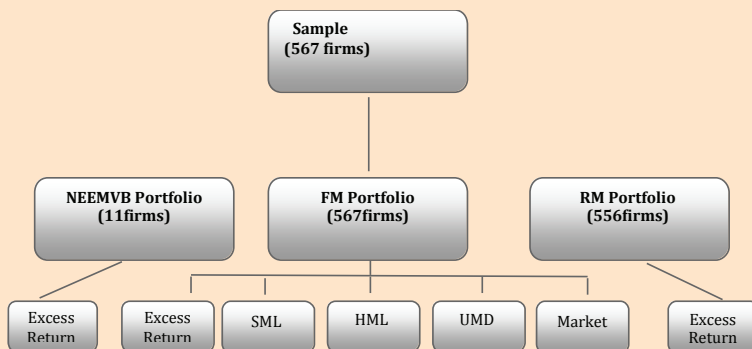 Sample
(567 firms)
NEEMVB Portfolio
(11firms)
FM Portfolio
(567firms)
RM Portfolio
(556firms)
Excess
Return
Excess
Return
SML
HML
UMD
Market
Excess
Return